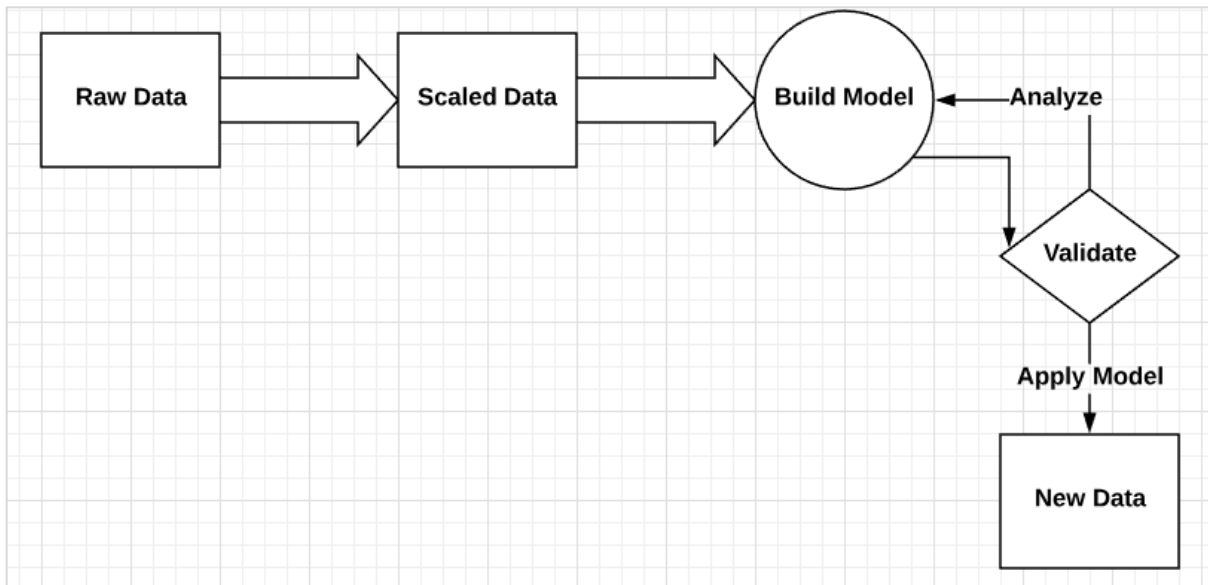 Raw Data
Scaled Data
Build Model
Analyze
Validate
Apply Model
New Data